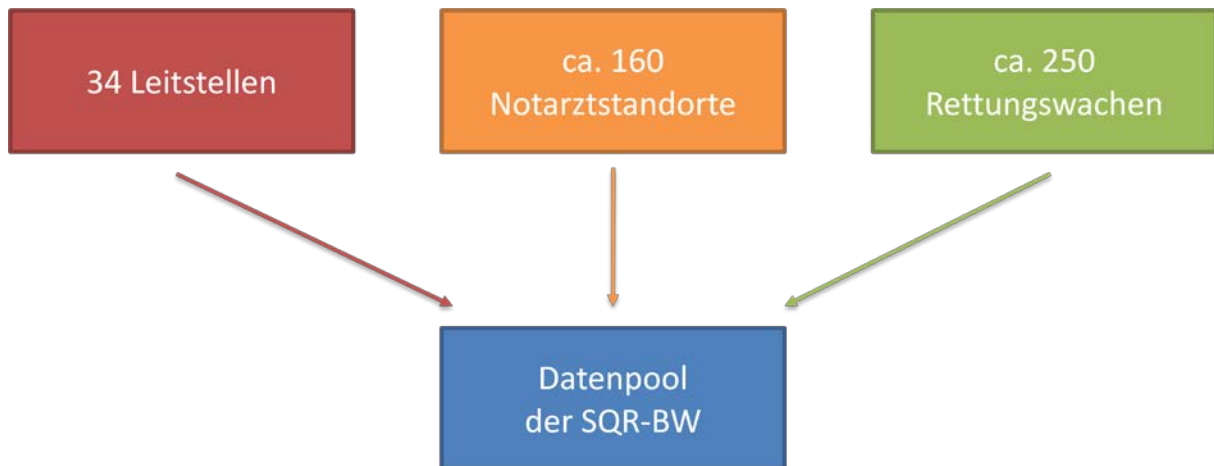 34 Leitstellen
ca. 160
Notarztstandorte
ca. 250
Rettungswachen
Datenpool
der SQR-BW